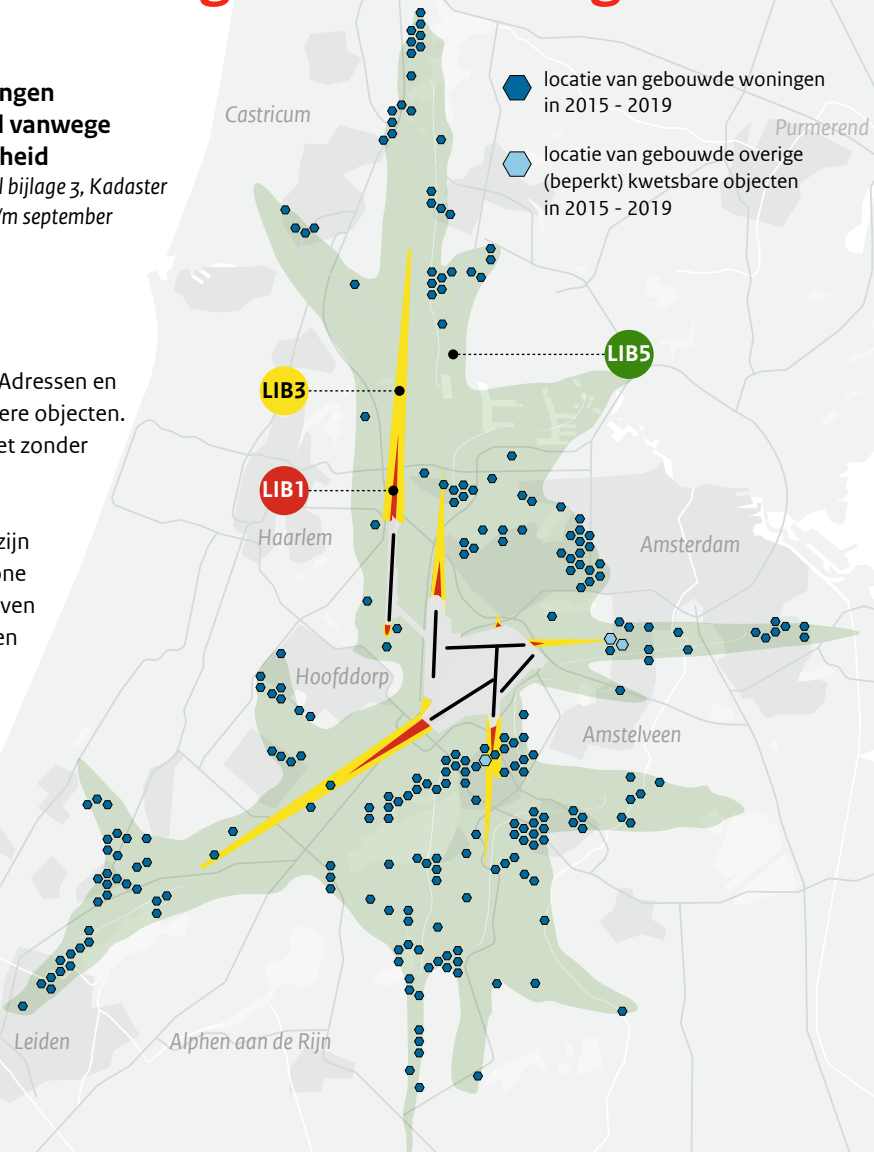 ngen
vanwege
heid
bijlage 3, Kadaster
/m september
Adressen en
ere objecten.
et zonder
zijn
one
ven
en
locatie van gebouwde woningen
in 2015 - 2019
locatie van gebouwde overige
(beperkt) kwetsbare objecten
in 2015 - 2019
Castricum
Purmerend
LIB5
LIB3
LIB1
Haarlem
Amsterdam
Hoofddorp
Amstelveen
Leiden
Alphen aan de Rijn